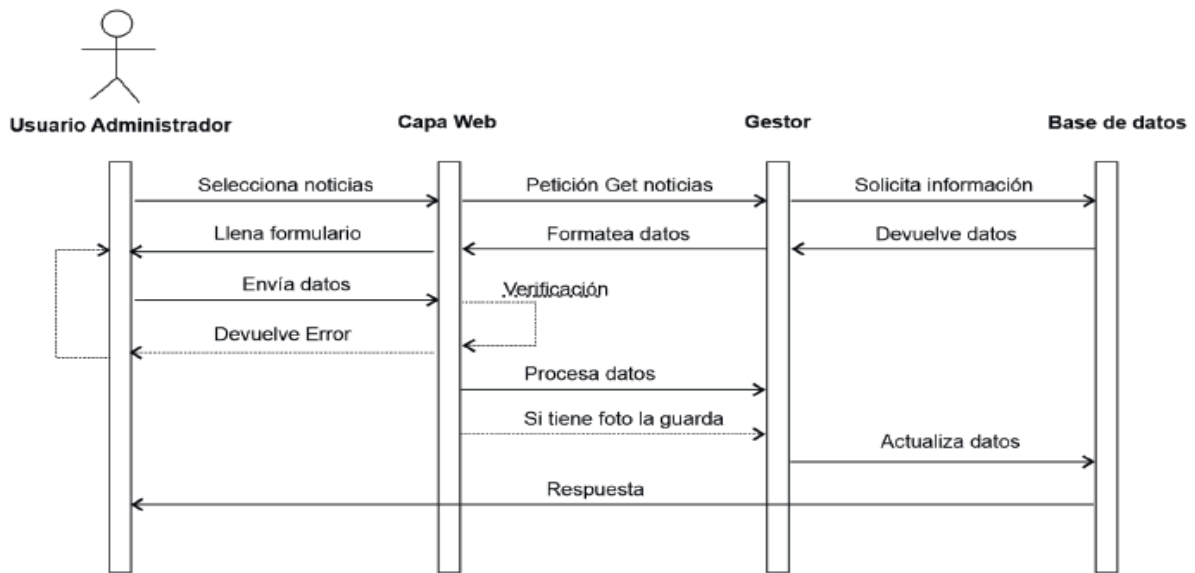 Usuario Administrador
Capa Web
Gestor
Base de datos
Selecciona noticias
Petición Get noticias
Solicita información
Llena formulario
Formatea datos
Devuelve datos
Envía datos
Verificación
Devuelve Error
Procesa datos
Si tiene foto la guarda
Actualiza datos
Respuesta